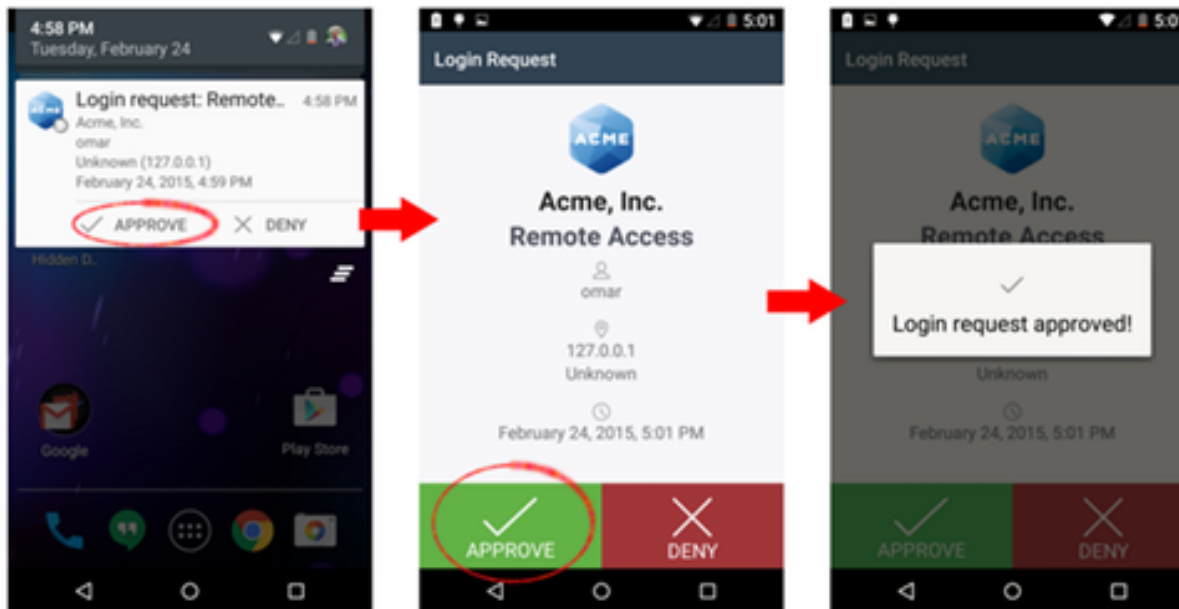 4:58 PM
Tuesday, February 24
Login request: Remote..
4:58 PM
Acme, Inc.
omar
Unknown (127.0.0.1)
February 24, 2015, 4:59 PM
APPROVE
DENY
Hidden D..
Google
Play Store
5:01
Login Request
ACME
Acme, Inc.
Remote Access
omar
127.0.0.1
Unknown
February 24, 2015, 5:01 PM
APPROVE
DENY
5:0
Login Request
ACME
Acme, Inc.
Remote Access
Login request approved!
Unknown
February 24, 2015, 5:01 PM
APPROVE
DENY